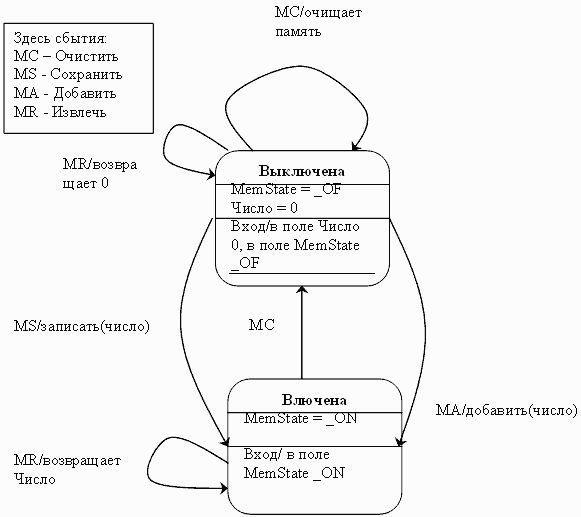 MC/очищает
память
Здесь сбытия:
MC – Очистить
MS - Сохранить
MA - Добавить
MR - Извлечь
MR/возвра
щает 0
Выключена
MemState = _OF
Число = 0
Вход/в поле Число
0, в поле MemState
_OF
MS/записать(число)
MC
MA/добавить(число)
Влючена
MemState = _ON
MR/возвращает
Число
Вход/ в поле
MemState _ON